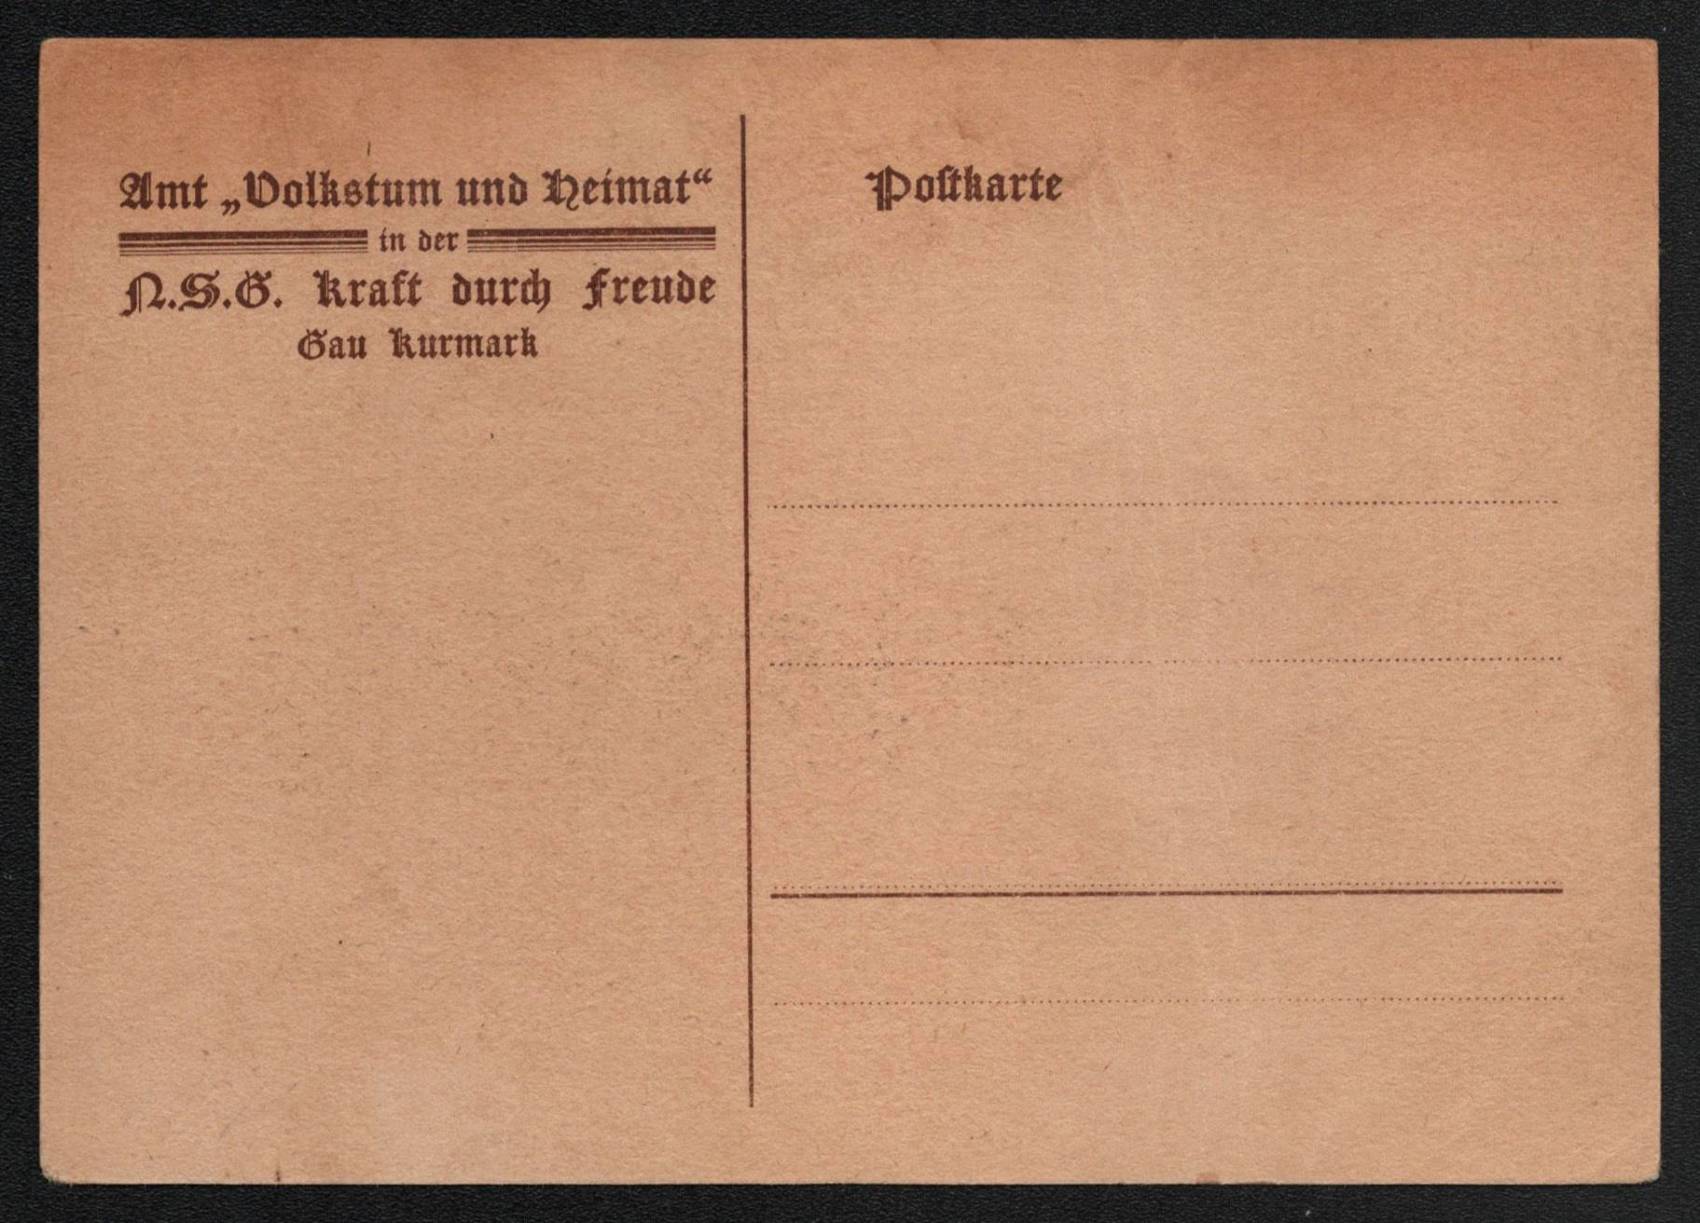 Amt „Volkstum und Heimat“
in der
N.S.G. Kraft durch Freude
Gau Kurmark
Poſtkarte